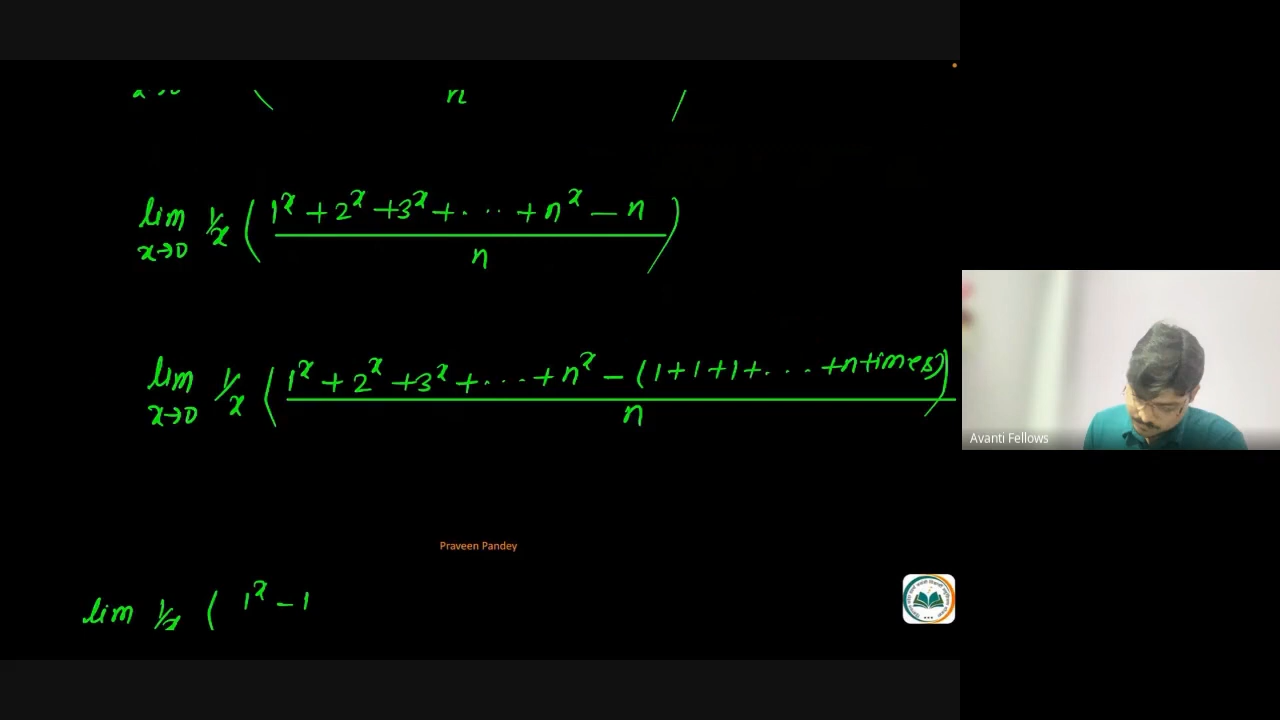 n
lim x→0 1/x ( 1^x + 2^x + 3^x + . . . + n^x − n / n )
lim x→0 1/x ( 1^x + 2^x + 3^x + . . . + n^x − (1+1+1+. . . +n times) / n )
Avanti Fellows
Praveen Pandey
lim 1/x ( 1^x − 1